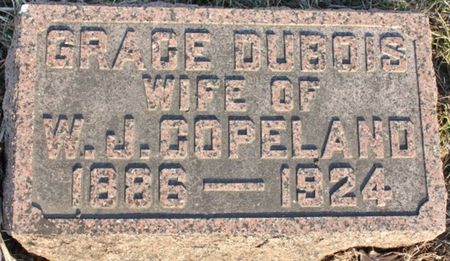 GRACE DUBOIS
WIFE OF
W.J.COPELAND
1886 — 1924